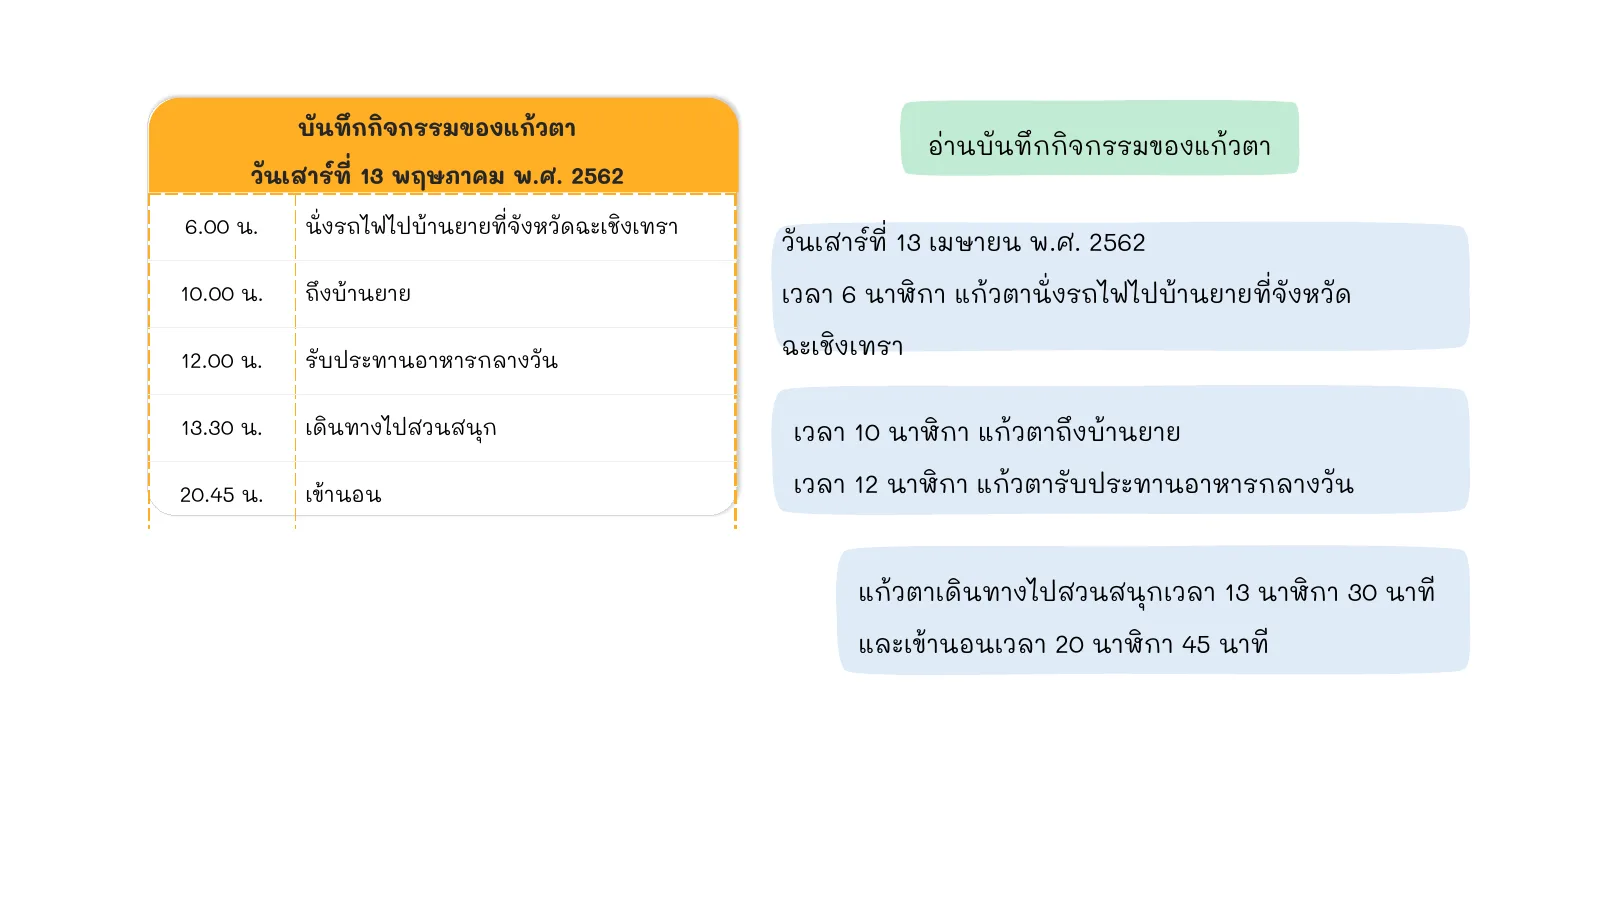 บันทึกกิจกรรมของแก้วตา
วันเสาร์ที่ 13 พฤษภาคม พ.ศ. 2562
6.00 น. นั่งรถไฟไปบ้านยายที่จังหวัดฉะเชิงเทรา
10.00 น. ถึงบ้านยาย
12.00 น. รับประทานอาหารกลางวัน
13.30 น. เดินทางไปสวนสนุก
20.45 น. เข้านอน
อ่านบันทึกกิจกรรมของแก้วตา
วันเสาร์ที่ 13 เมษายน พ.ศ. 2562
เวลา 6 นาฬิกา แก้วตานั่งรถไฟไปบ้านยายที่จังหวัด
ฉะเชิงเทรา
เวลา 10 นาฬิกา แก้วตาถึงบ้านยาย
เวลา 12 นาฬิกา แก้วตารับประทานอาหารกลางวัน
แก้วตาเดินทางไปสวนสนุกเวลา 13 นาฬิกา 30 นาที
และเข้านอนเวลา 20 นาฬิกา 45 นาที